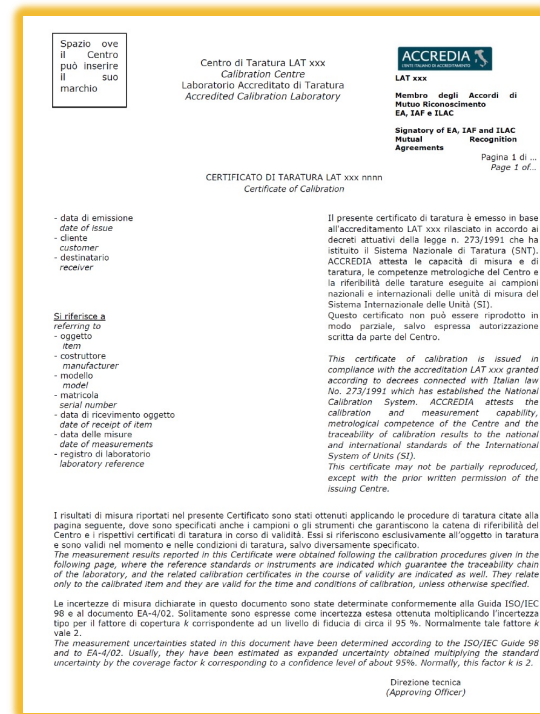 Spazio ove
il Centro
può inserire
il suo
marchio
Centro di Taratura LAT xxx
Calibration Centre
Laboratorio Accreditato di Taratura
Accredited Calibration Laboratory
ACCREDIA
L'ENTE ITALIANO DI ACCREDITAMENTO
LAT xxx
Membro degli Accordi di
Mutuo Riconoscimento
EA, IAF e ILAC
Signatory of EA, IAF and ILAC
Mutual Recognition
Agreements
Pagina 1 di ...
Page 1 of...
CERTIFICATO DI TARATURA LAT xxx nnnn
Certificate of Calibration
- data di emissione
date of issue
- cliente
customer
- destinatario
receiver
Si riferisce a
referring to
- oggetto
item
- costruttore
manufacturer
- modello
model
- matricola
serial number
- data di ricevimento oggetto
date of receipt of item
- data delle misure
date of measurements
- registro di laboratorio
laboratory reference
Il presente certificato di taratura è emesso in base
all'accreditamento LAT xxx rilasciato in accordo ai
decreti attuativi della legge n. 273/1991 che ha
istituito il Sistema Nazionale di Taratura (SNT).
ACCREDIA attesta le capacità di misura e di
taratura, le competenze metrologiche del Centro e
la riferibilità delle tarature eseguite ai campioni
nazionali e internazionali delle unità di misura del
Sistema Internazionale delle Unità (SI).
Questo certificato non può essere riprodotto in
modo parziale, salvo espressa autorizzazione
scritta da parte del Centro.
This certificate of calibration is issued in
compliance with the accreditation LAT xxx granted
according to decrees connected with Italian law
No. 273/1991 which has established the National
Calibration System. ACCREDIA attests the
calibration and measurement capability,
metrological competence of the Centre and the
traceability of calibration results to the national
and international standards of the International
System of Units (SI).
This certificate may not be partially reproduced,
except with the prior written permission of the
issuing Centre.
I risultati di misura riportati nel presente Certificato sono stati ottenuti applicando le procedure di taratura citate alla
pagina seguente, dove sono specificati anche i campioni o gli strumenti che garantiscono la catena di riferibilità del
Centro e i rispettivi certificati di taratura in corso di validità. Essi si riferiscono esclusivamente all'oggetto in taratura
e sono validi nel momento e nelle condizioni di taratura, salvo diversamente specificato.
The measurement results reported in this Certificate were obtained following the calibration procedures given in the
following page, where the reference standards or instruments are indicated which guarantee the traceability chain
of the laboratory, and the related calibration certificates in the course of validity are indicated as well. They relate
only to the calibrated item and they are valid for the time and conditions of calibration, unless otherwise specified.
Le incertezze di misura dichiarate in questo documento sono state determinate conformemente alla Guida ISO/IEC
98 e al documento EA-4/02. Solitamente sono espresse come incertezza estesa ottenuta moltiplicando l'incertezza
tipo per il fattore di copertura k corrispondente ad un livello di fiducia di circa il 95 %. Normalmente tale fattore k
vale 2.
The measurement uncertainties stated in this document have been determined according to the ISO/IEC Guide 98
and to EA-4/02. Usually, they have been estimated as expanded uncertainty obtained multiplying the standard
uncertainty by the coverage factor k corresponding to a confidence level of about 95%. Normally, this factor k is 2.
Direzione tecnica
(Approving Officer)